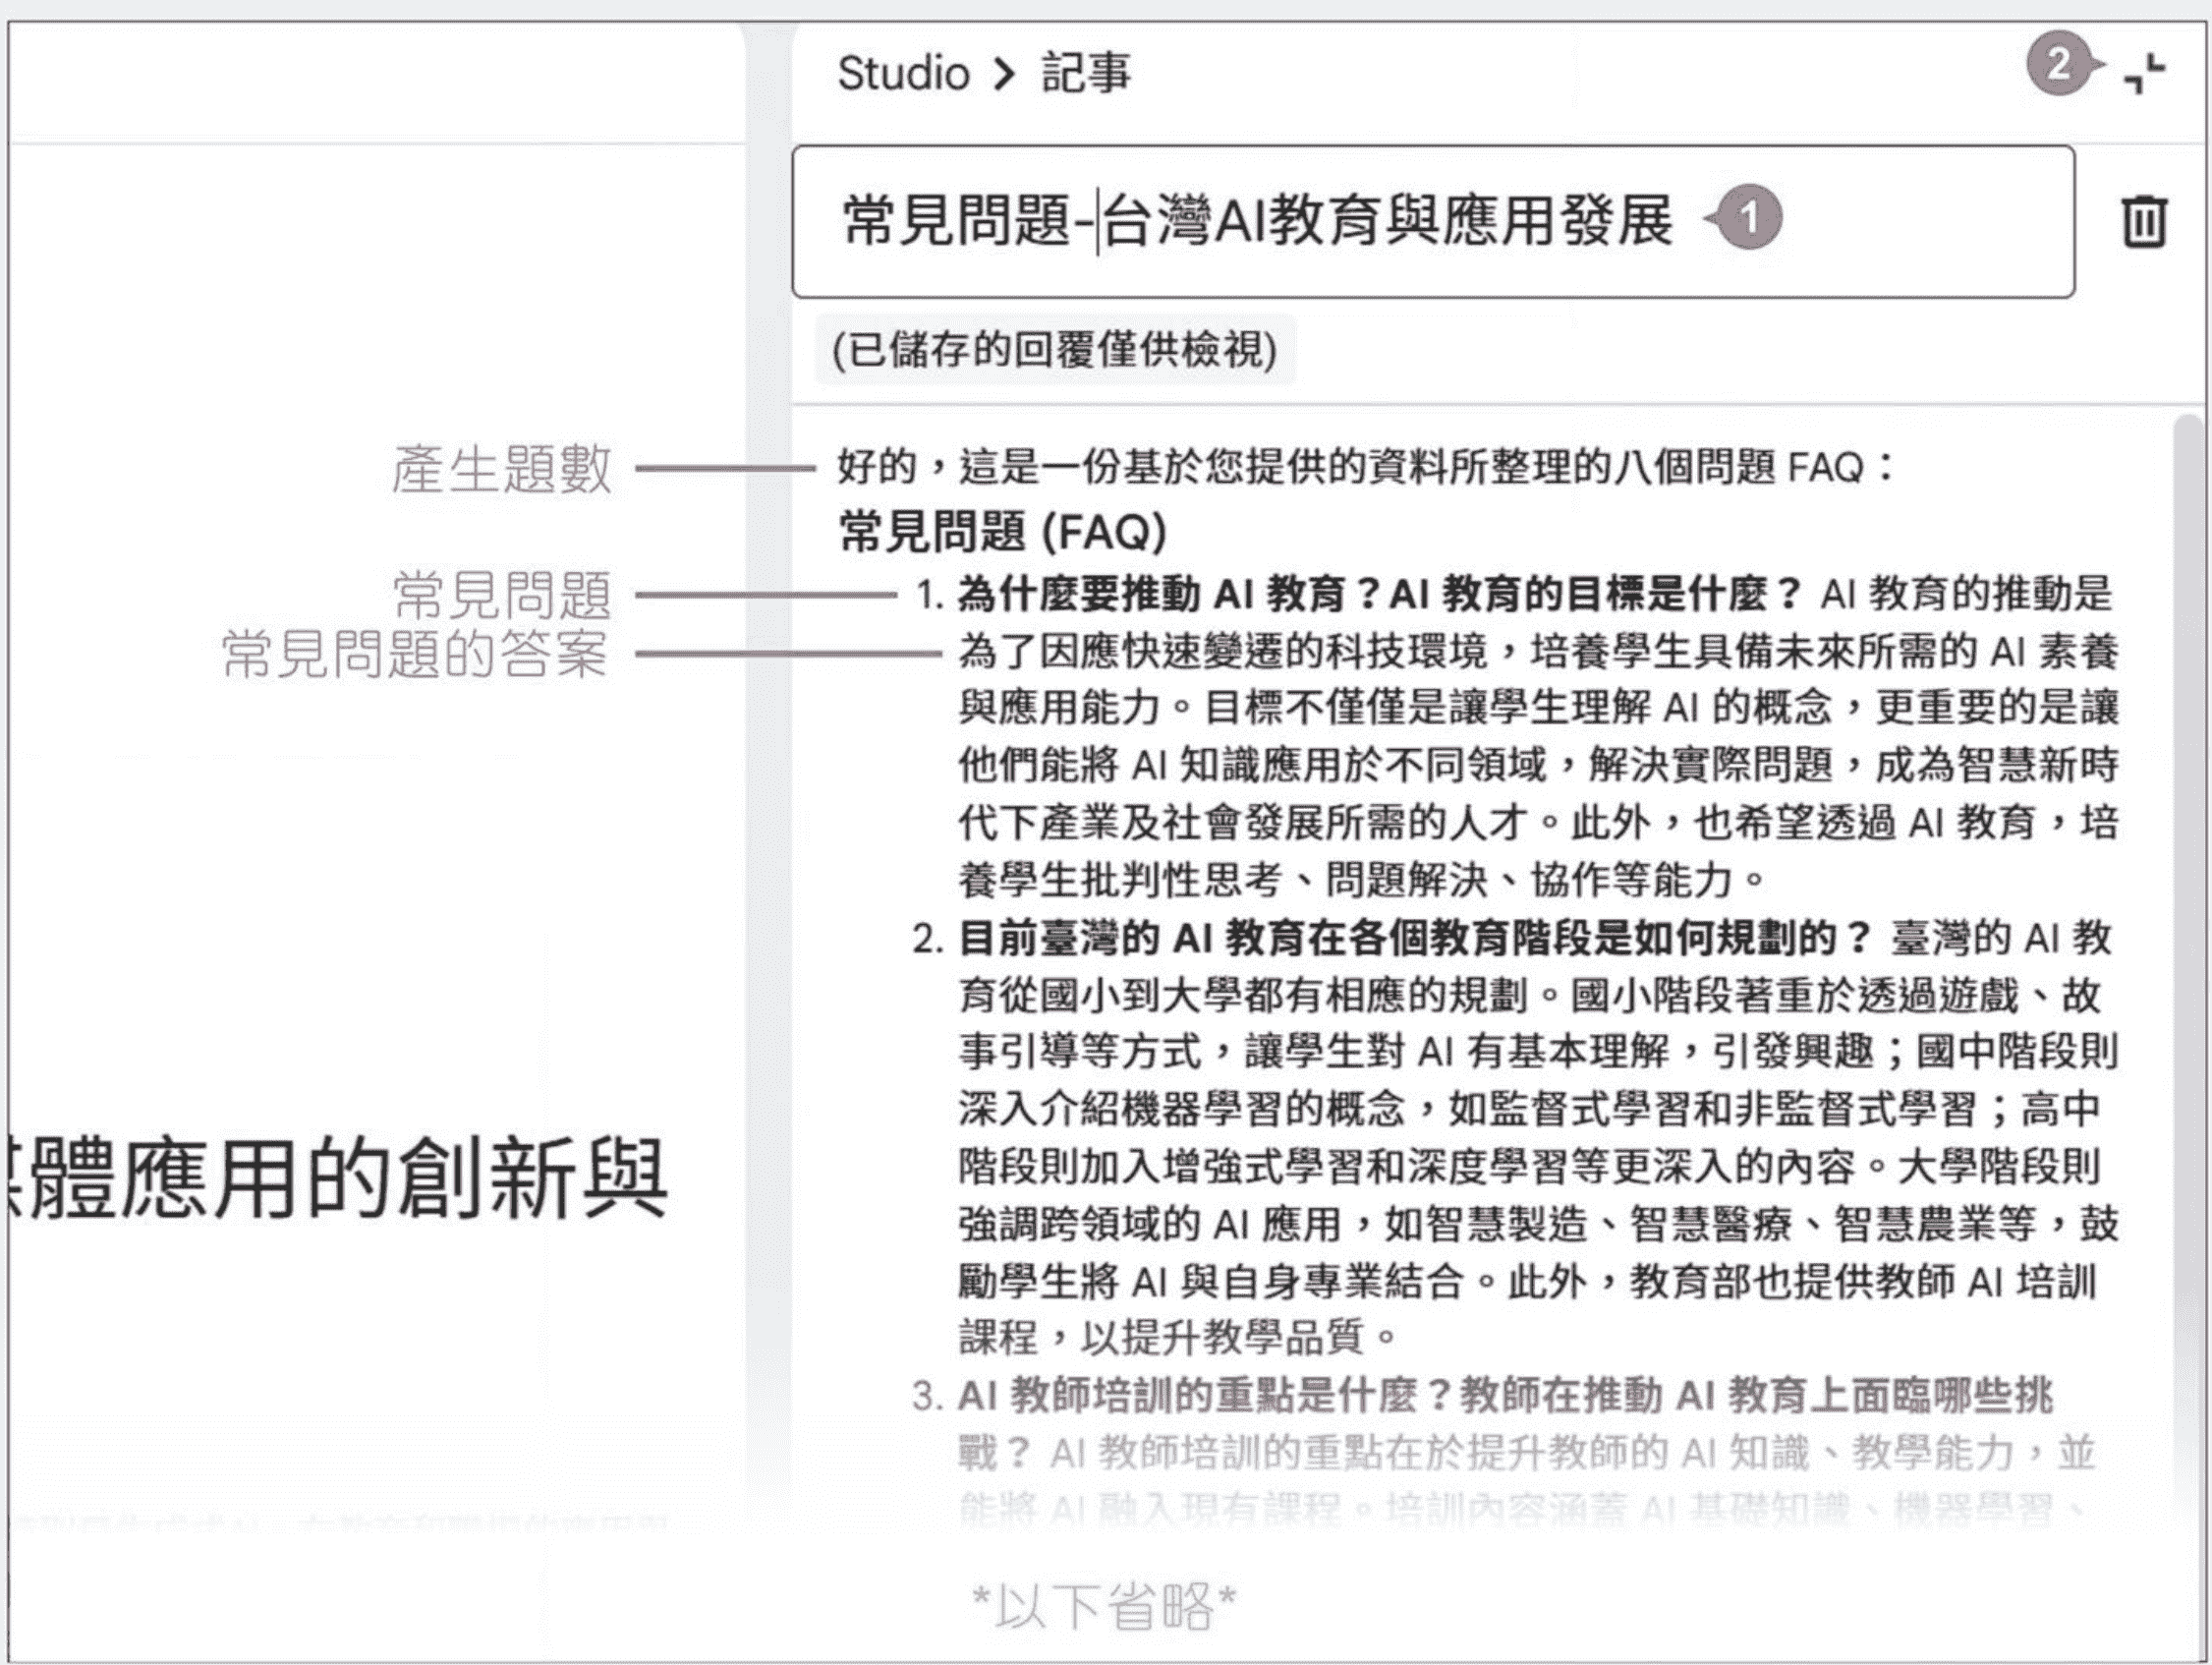 Studio > 記事
2
常見問題-台灣AI教育與應用發展
1
(已儲存的回覆僅供檢視)
產生題數
好的，這是一份基於您提供的資料所整理的八個問題 FAQ：
常見問題 (FAQ)
常見問題
1. 為什麼要推動 AI 教育？AI 教育的目標是什麼？ AI 教育的推動是
常見問題的答案
為了因應快速變遷的科技環境，培養學生具備未來所需的 AI 素養
與應用能力。目標不僅僅是讓學生理解 AI 的概念，更重要的是讓
他們能將 AI 知識應用於不同領域，解決實際問題，成為智慧新時
代下產業及社會發展所需的人才。此外，也希望透過 AI 教育，培
養學生批判性思考、問題解決、協作等能力。
2. 目前臺灣的 AI 教育在各個教育階段是如何規劃的？ 臺灣的 AI 教
育從國小到大學都有相應的規劃。國小階段著重於透過遊戲、故
事引導等方式，讓學生對 AI 有基本理解，引發興趣；國中階段則
深入介紹機器學習的概念，如監督式學習和非監督式學習；高中
階段則加入增強式學習和深度學習等更深入的內容。大學階段則
強調跨領域的 AI 應用，如智慧製造、智慧醫療、智慧農業等，鼓
勵學生將 AI 與自身專業結合。此外，教育部也提供教師 AI 培訓
課程，以提升教學品質。
3. AI 教師培訓的重點是什麼？教師在推動 AI 教育上面臨哪些挑
戰？ AI 教師培訓的重點在於提升教師的 AI 知識、教學能力，並
能將 AI 融入現有課程。培訓內容涵蓋 AI 基礎知識、機器學習、
體應用的創新與
*以下省略*